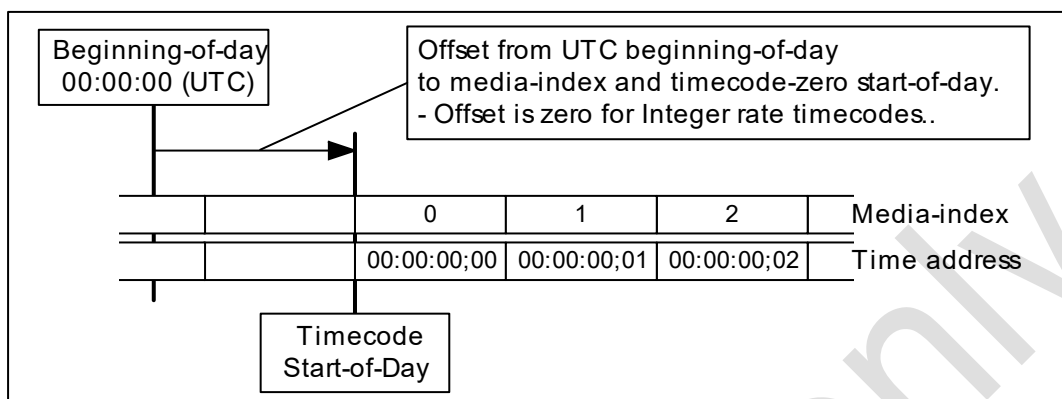 Beginning-of-day
00:00:00 (UTC)
Offset from UTC beginning-of-day
to media-index and timecode-zero start-of-day.
- Offset is zero for Integer rate timecodes..
0 1 2 Media-index
00:00:00;00 00:00:00;01 00:00:00;02 Time address
Timecode
Start-of-Day
only